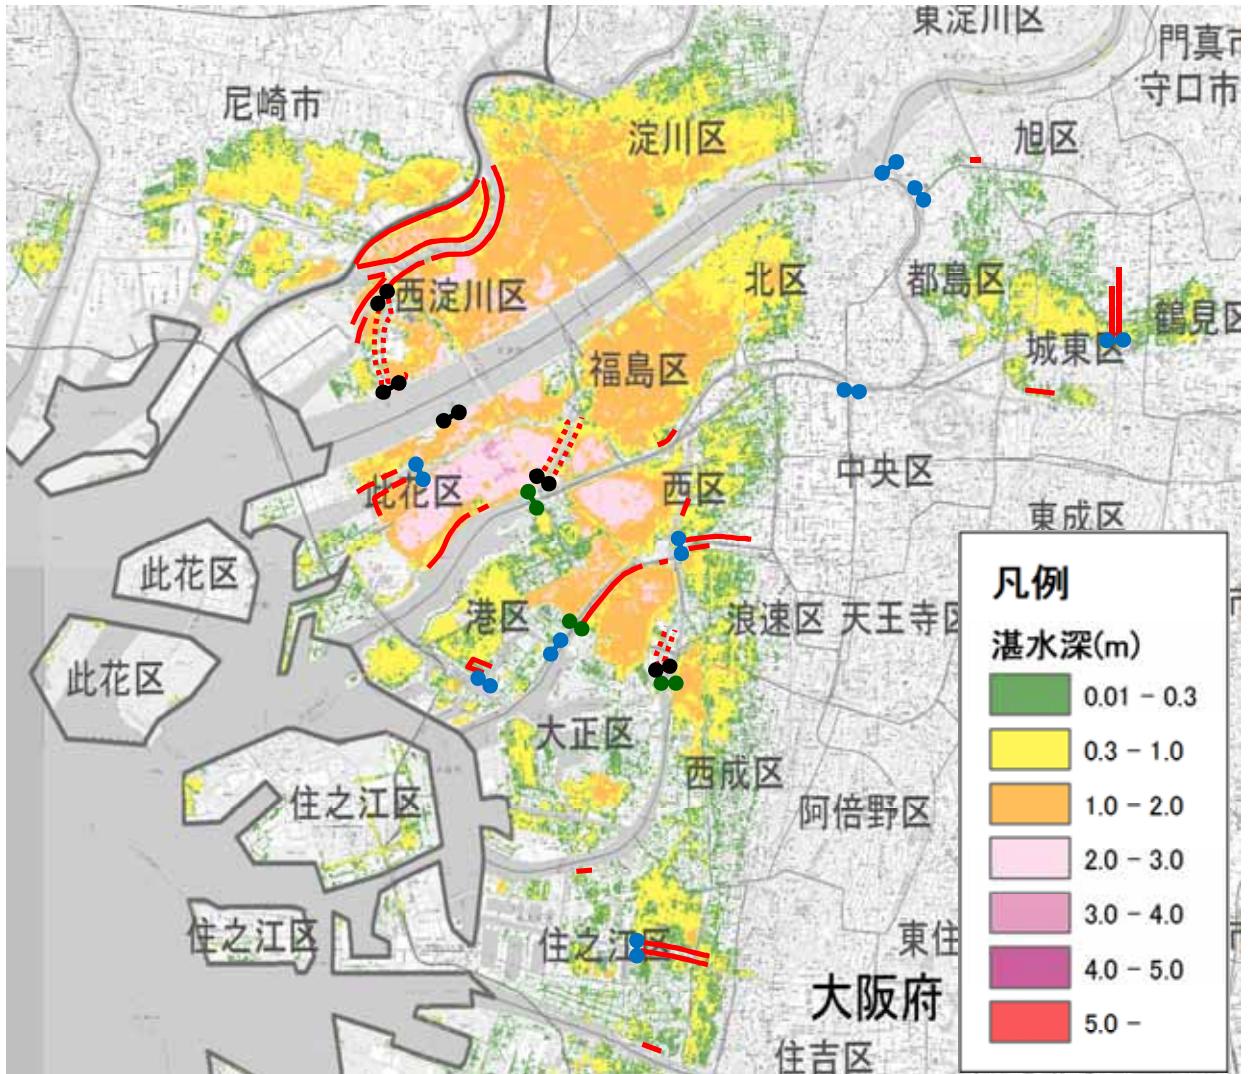 東淀川区
門真市
守口市
尼崎市
淀川区
旭区
北区
都島区
西淀川区
鶴見区
城東区
福島区
中央区
此花区
西区
東成区
此花区
港区
浪速区
天王寺区
此花区
大正区
西成区
住之江区
阿倍野区
住之江区
住之江区
東住
大阪府
住吉区
凡例
湛水深(m)
0.01 - 0.3
0.3 - 1.0
1.0 - 2.0
2.0 - 3.0
3.0 - 4.0
4.0 - 5.0
5.0 -